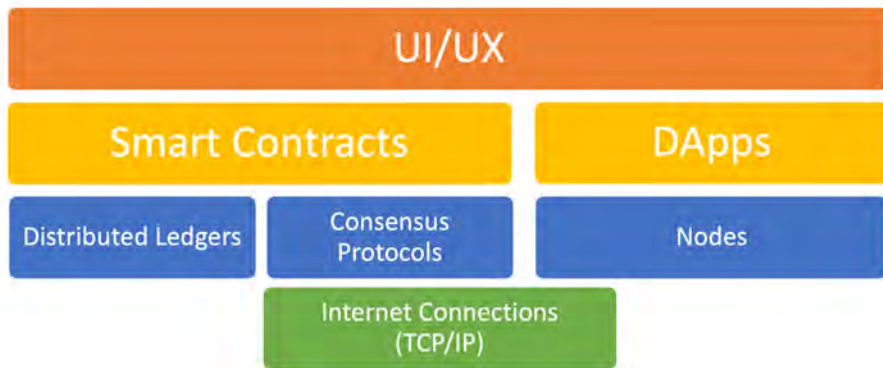 UI/UX
Smart Contracts
DApps
Distributed Ledgers
Consensus
Protocols
Nodes
Internet Connections
(TCP/IP)